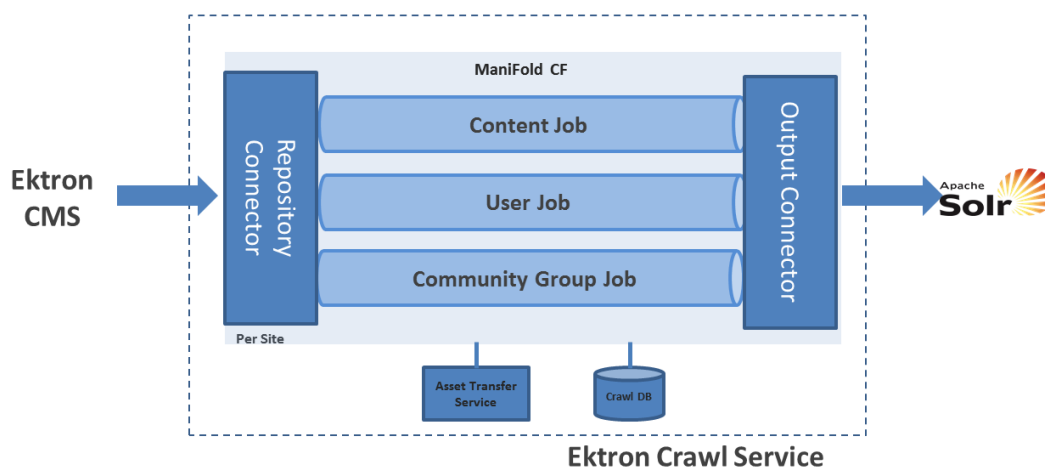 ManiFold CF
Repository
Connector
Content Job
User Job
Community Group Job
Output Connector
Ektron
CMS
Apache
Solr
Per Site
Asset Transfer
Service
Crawl DB
Ektron Crawl Service